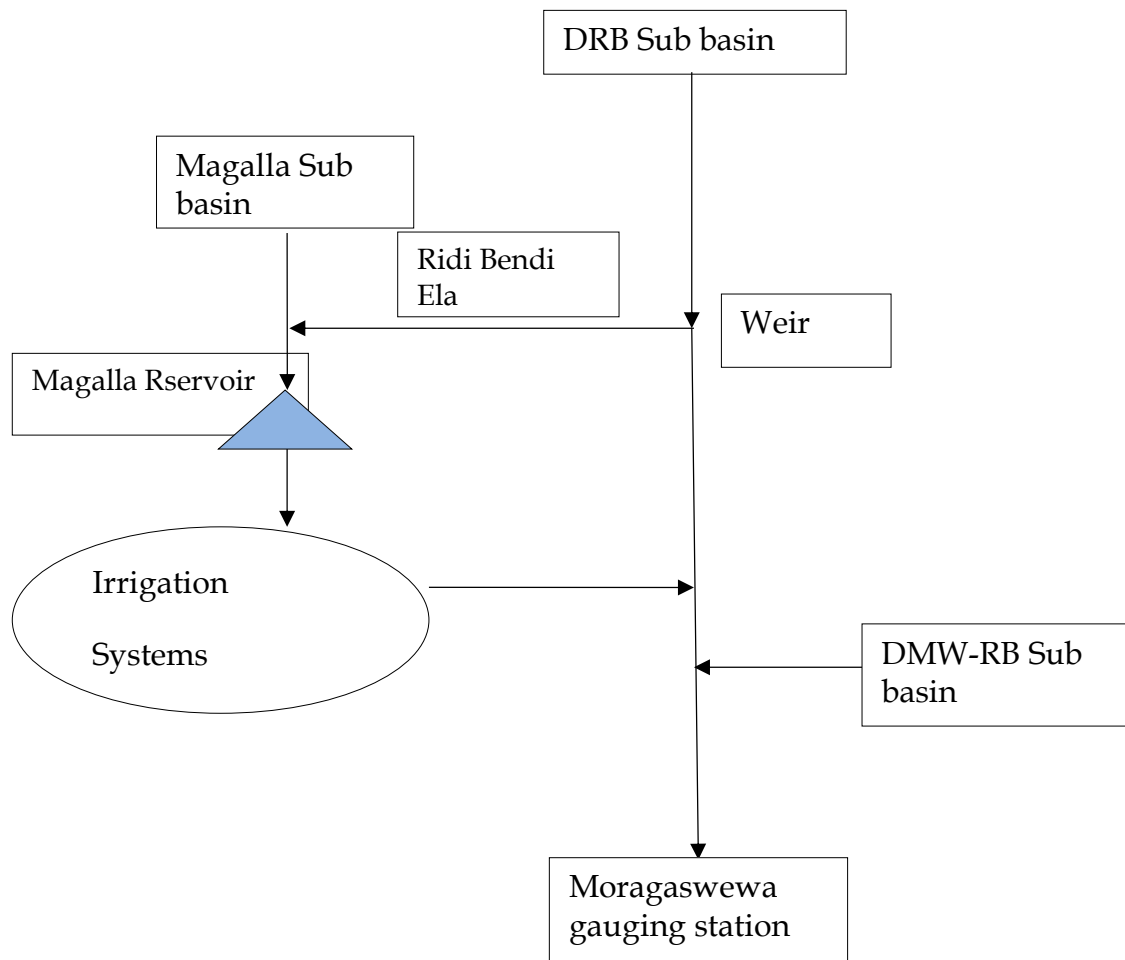 DRB Sub basin
Magalla Sub
basin
Ridi Bendi
Ela
Weir
Magalla Rservoir
Irrigation
Systems
DMW-RB Sub
basin
Moragaswewa
gauging station